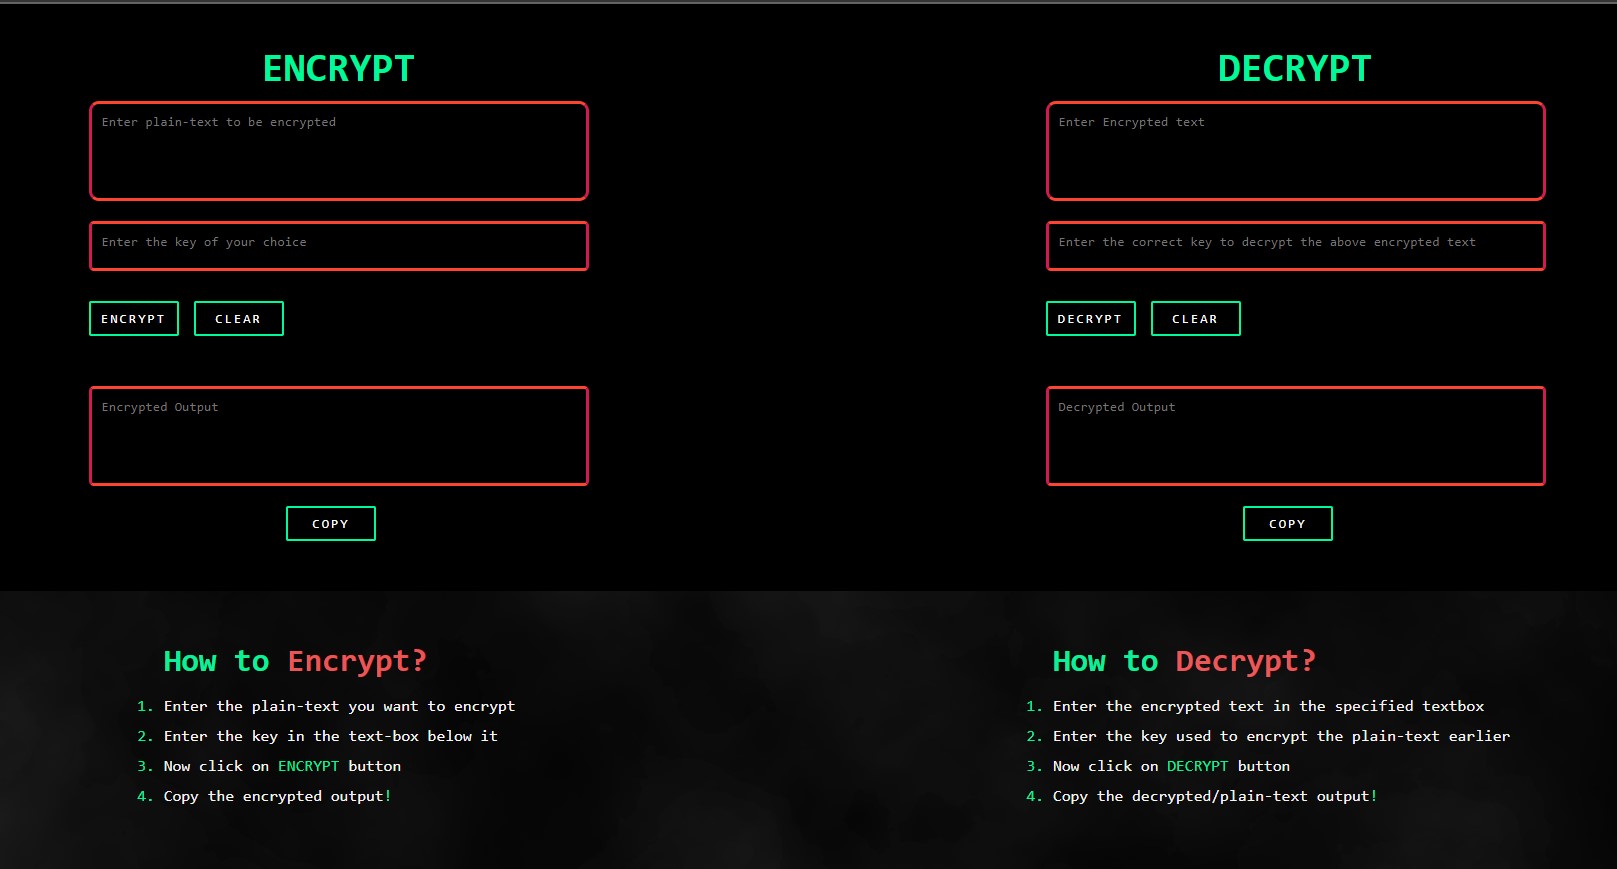 ENCRYPT
Enter plain-text to be encrypted
Enter the key of your choice
ENCRYPT
CLEAR
Encrypted Output
COPY
DECRYPT
Enter Encrypted text
Enter the correct key to decrypt the above encrypted text
DECRYPT
CLEAR
Decrypted Output
COPY
How to Encrypt?
1. Enter the plain-text you want to encrypt
2. Enter the key in the text-box below it
3. Now click on ENCRYPT button
4. Copy the encrypted output!
How to Decrypt?
1. Enter the encrypted text in the specified textbox
2. Enter the key used to encrypt the plain-text earlier
3. Now click on DECRYPT button
4. Copy the decrypted/plain-text output!